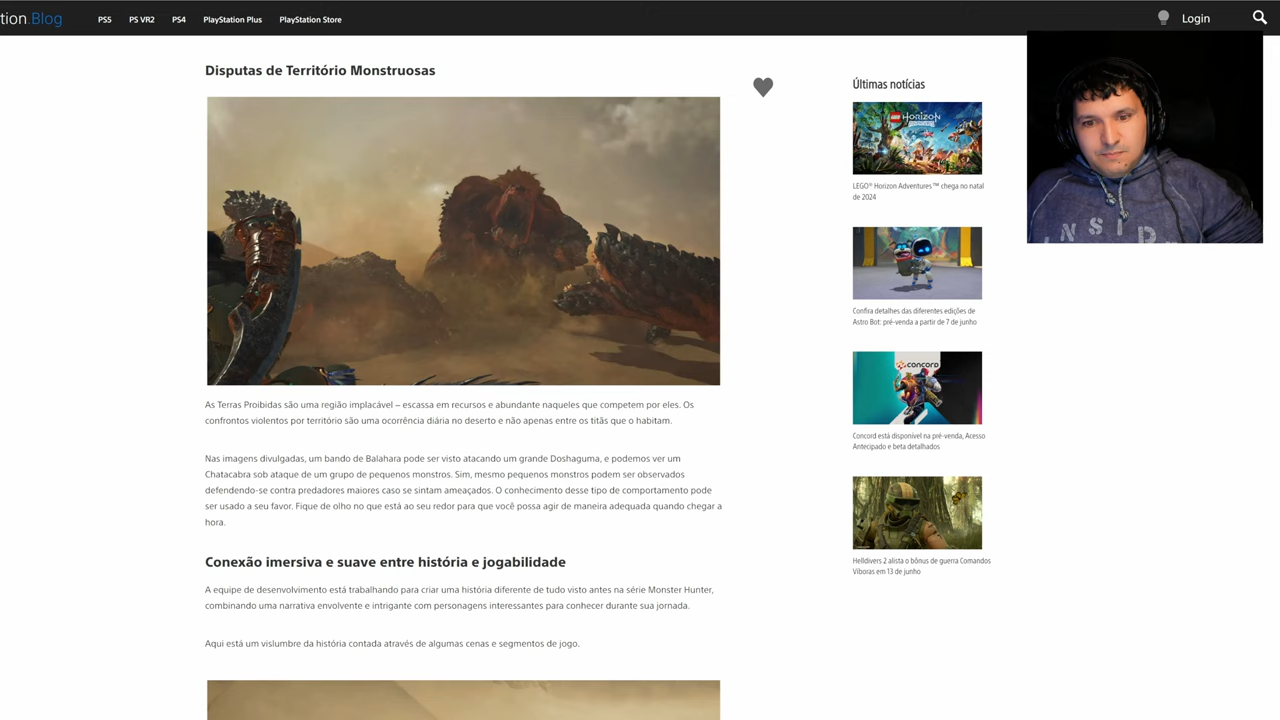 tion.Blog
PS5 PS VR2 PS4 PlayStation Plus PlayStation Store
Login
Disputas de Território Monstruosas
As Terras Proibidas são uma região implacável – escassa em recursos e abundante naqueles que competem por eles. Os
confrontos violentos por território são uma ocorrência diária no deserto e não apenas entre os titãs que o habitam.
Nas imagens divulgadas, um bando de Balahara pode ser visto atacando um grande Doshaguma, e podemos ver um
Chatacabra sob ataque de um grupo de pequenos monstros. Sim, mesmo pequenos monstros podem ser observados
defendendo-se contra predadores maiores caso se sintam ameaçados. O conhecimento desse tipo de comportamento pode
ser usado a seu favor. Fique de olho no que está ao seu redor para que você possa agir de maneira adequada quando chegar a
hora.
Conexão imersiva e suave entre história e jogabilidade
A equipe de desenvolvimento está trabalhando para criar uma história diferente de tudo visto antes na série Monster Hunter,
combinando uma narrativa envolvente e intrigante com personagens interessantes para conhecer durante sua jornada.
Aqui está um vislumbre da história contada através de algumas cenas e segmentos de jogo.
Últimas notícias
LEGO HORIZON
LEGO® Horizon Adventures™ chega no natal
de 2024
Confira detalhes das diferentes edições de
Astro Bot: pré-venda a partir de 7 de junho
concord
Concord está disponível na pré-venda, Acesso
Antecipado e beta detalhados
Helldivers 2 alista o bônus de guerra Comandos
Víboras em 13 de junho
INSID